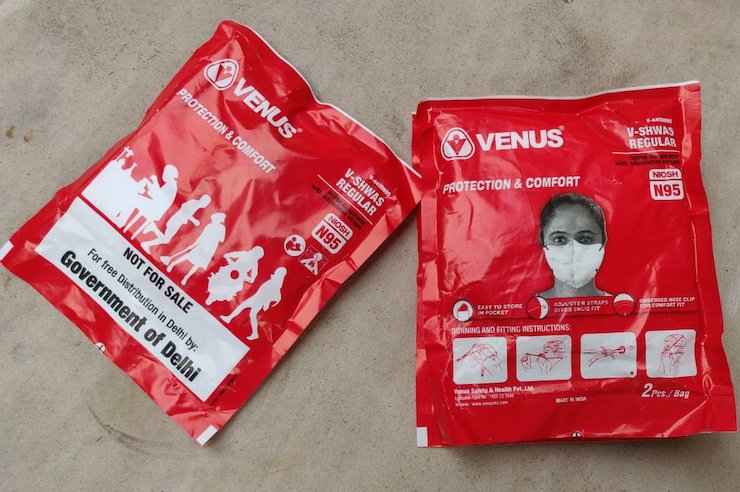 VENUS
PROTECTION & COMFORT
V-SHWAS
REGULAR
NIOSH
N95
NOT FOR SALE
For free Distribution in Delhi by:
Government of Delhi
VENUS
V-SHWAS
REGULAR
with adjustable straps
PROTECTION & COMFORT
NIOSH
N95
EASY TO STORE
IN POCKET
ADJUSTER STRAPS
GIVES SNUG FIT
EMBEDDED NOSE CLIP
FOR COMFORT FIT
DONNING AND FITTING INSTRUCTIONS:
Venus Safety & Health Pvt. Ltd.
MADE IN INDIA
2 Pcs./ Bag